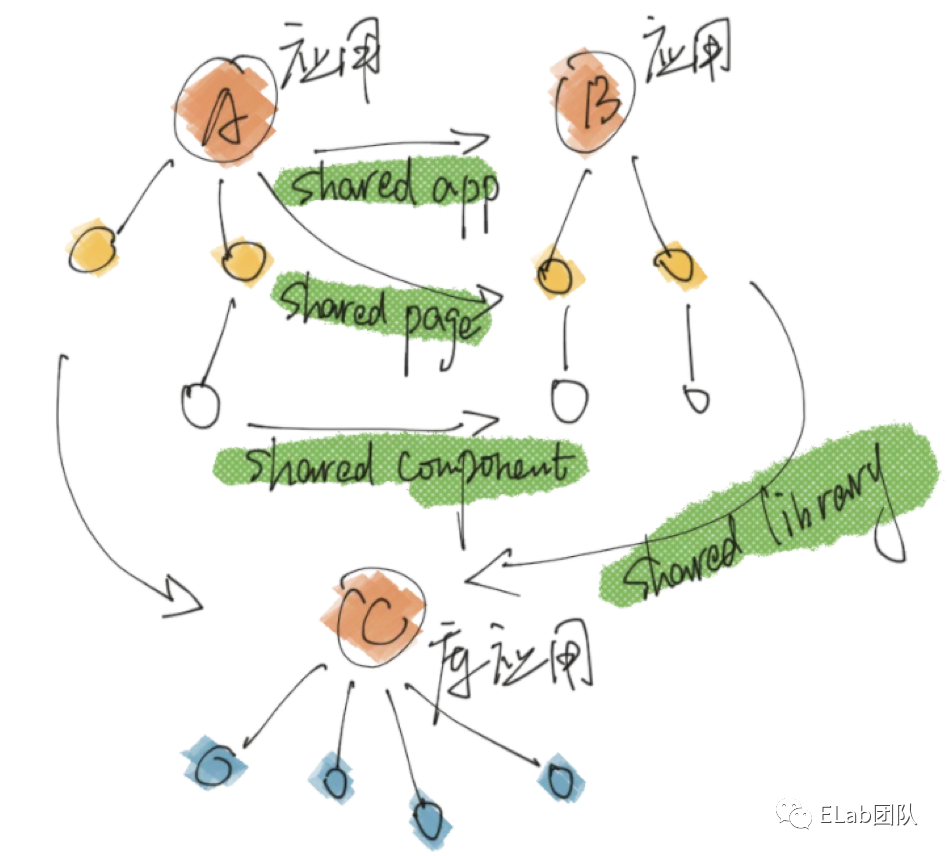 应用
A
应用
B
shared app
shared page
shared component
shared library
C
应用
ELab团队